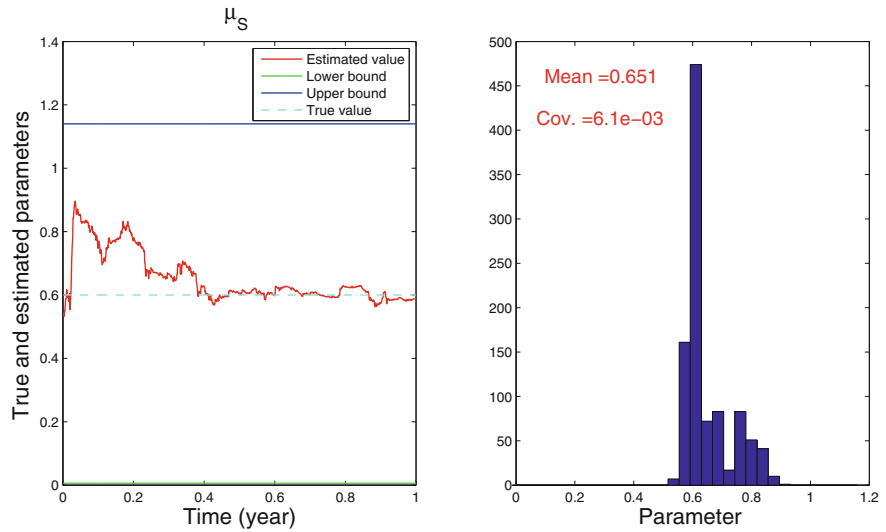 μS
True and estimated parameters
1.4
1.2
1
0.8
0.6
0.4
0.2
0
Estimated value
Lower bound
Upper bound
True value
0 0.2 0.4 0.6 0.8 1
Time (year)
500
450
400
350
300
250
200
150
100
50
0
Mean =0.651
Cov. =6.1e−03
0 0.2 0.4 0.6 0.8 1 1.2
Parameter